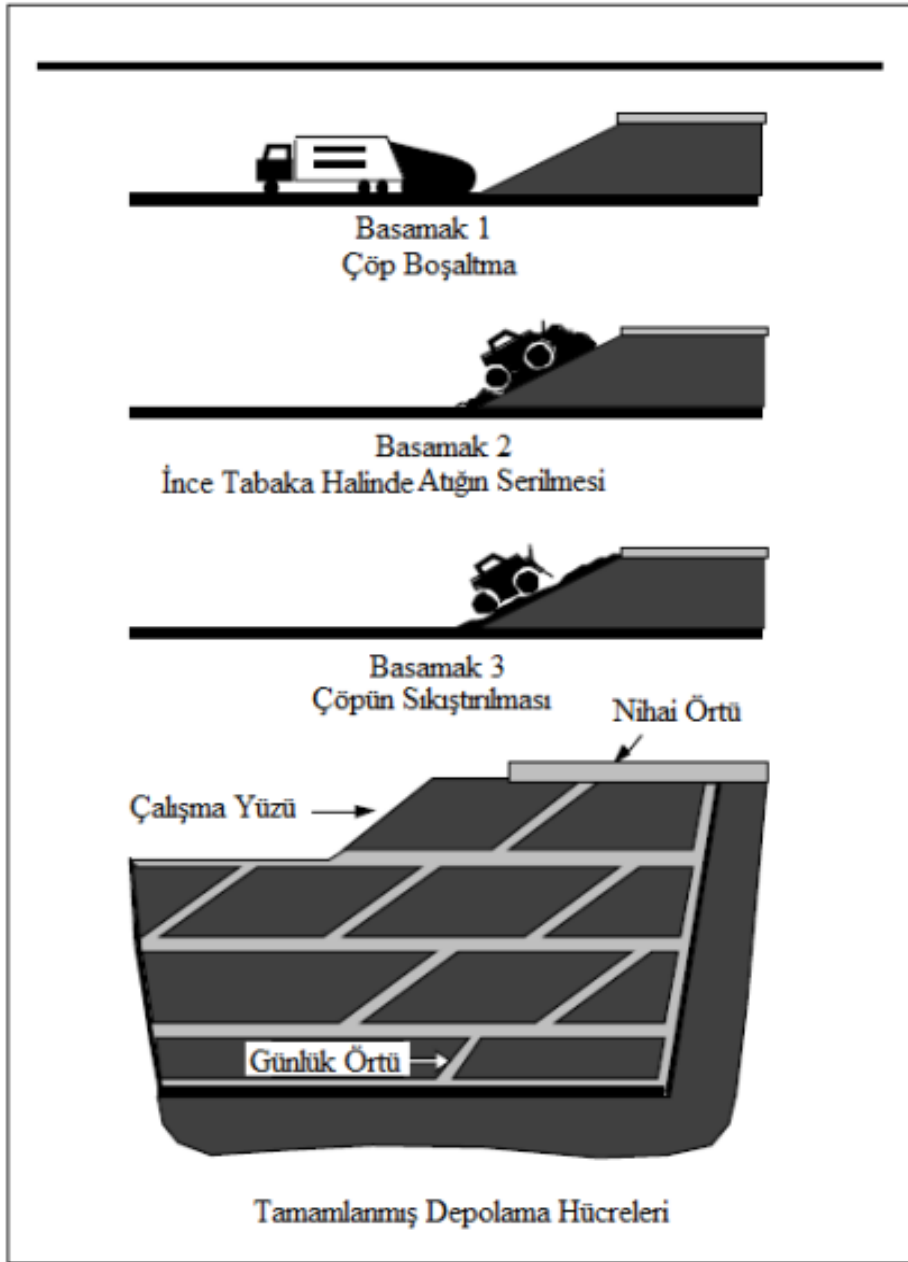 Basamak 1
Çöp Boşaltma
Basamak 2
İnce Tabaka Halinde Atığın Serilmesi
Basamak 3
Çöpün Sıkıştırılması
Nihai Örtü
Çalışma Yüzü
Günlük Örtü
Tamamlanmış Depolama Hücreleri